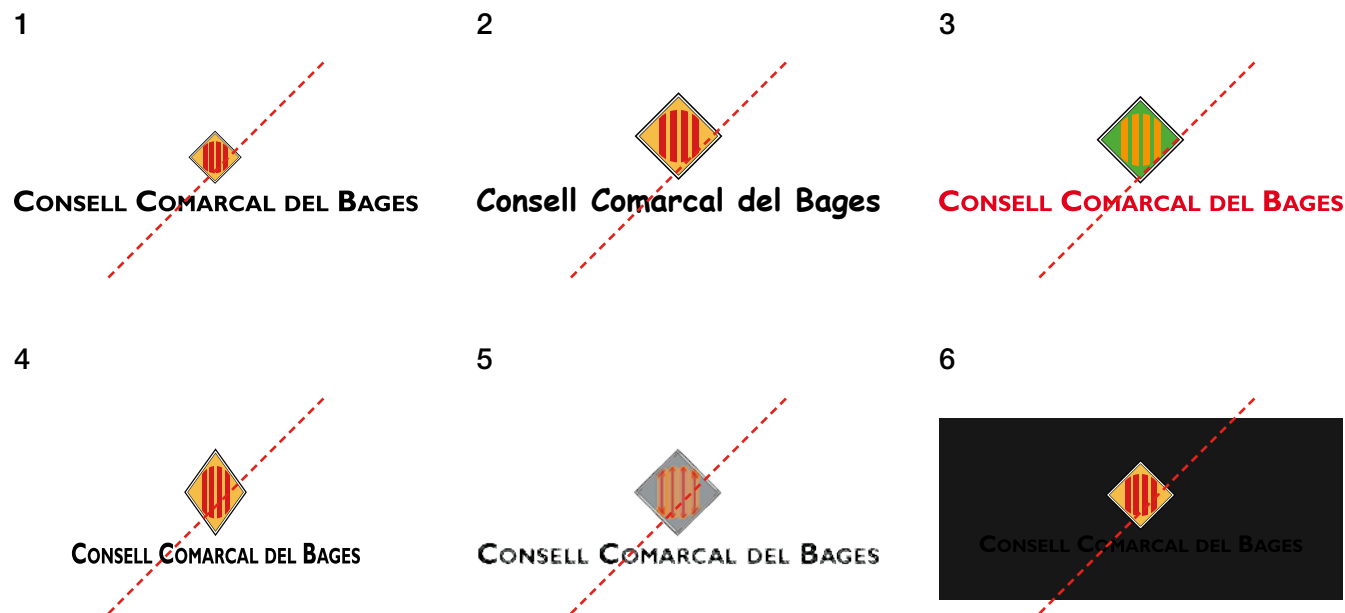 1
2
3
CONSELL COMARCAL DEL BAGES
Consell Comarcal del Bages
CONSELL COMARCAL DEL BAGES
4
5
6
CONSELL COMARCAL DEL BAGES
CONSELL COMARCAL DEL BAGES
CONSELL COMARCAL DEL BAGES